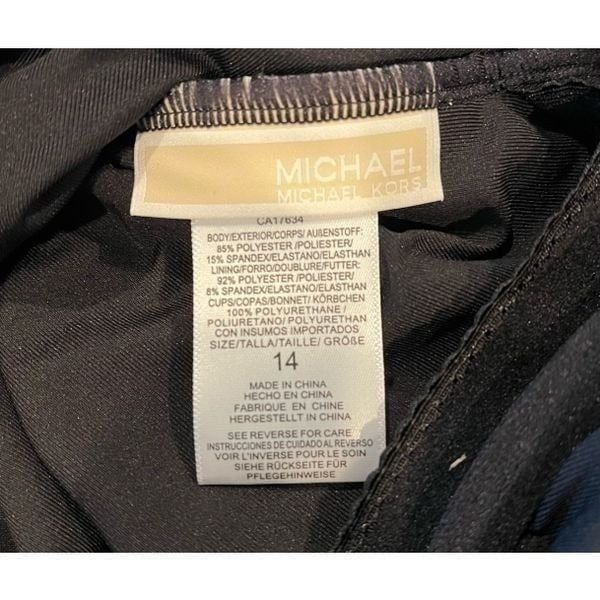 MICHAEL
MICHAEL KORS
CA17634
BODY/EXTERIOR/CORPS/ AUßENSTOFF:
85% POLYESTER /POLIESTER/
15% SPANDEX/ELASTANO/ELASTHAN
LINING/FORRO/DOUBLURE/FUTTER:
92% POLYESTER /POLIESTER/
8% SPANDEX/ELASTANO/ELASTHAN
CUPS/COPAS/BONNET/ KÖRBCHEN
100% POLYURETHANE /
POLIURETANO/ POLYURETHAN
CON INSUMOS IMPORTADOS
SIZE/TALLA/TAILLE/ GRÖßE
14
MADE IN CHINA
HECHO EN CHINA
FABRIQUE EN CHINE
HERGESTELLT IN CHINA
SEE REVERSE FOR CARE
INSTRUCCIONES DE CUIDADO AL REVERSO
VOIR L'INVERSE POUR LE SOIN
SIEHE RÜCKSEITE FÜR
PFLEGEHINWEISE